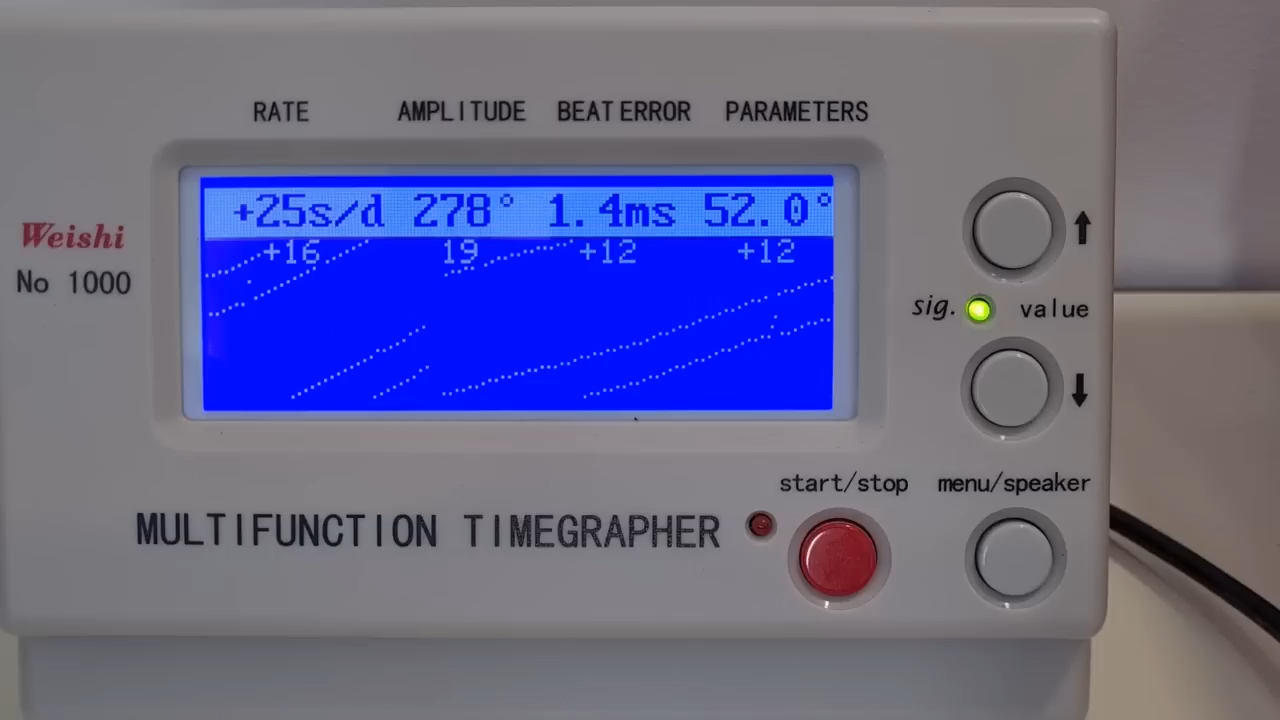 RATE AMPLITUDE BEAT ERROR PARAMETERS
+25s/d 278° 1.4ms 52.0°
+16 19 +12 +12
Weishi
No 1000
sig. value
start/stop menu/speaker
MULTIFUNCTION TIMEGRAPHER